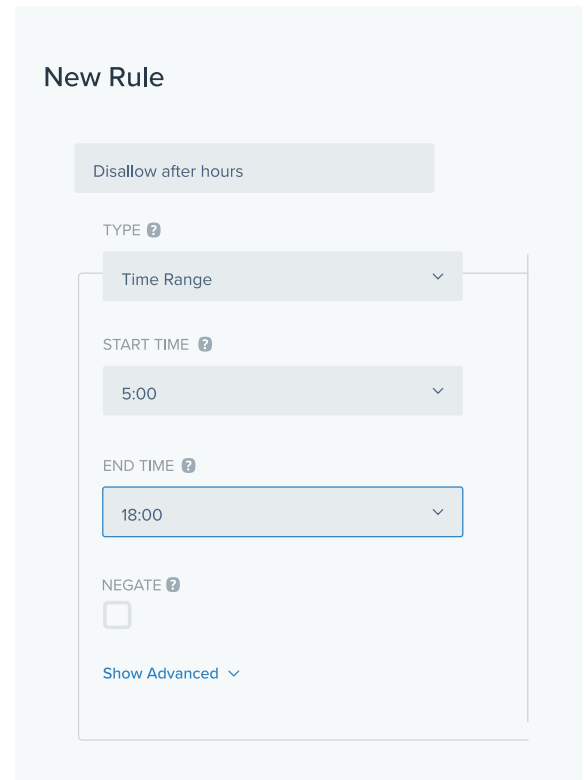 New Rule
Disallow after hours
TYPE ?
Time Range
START TIME ?
5:00
END TIME ?
18:00
NEGATE ?
Show Advanced